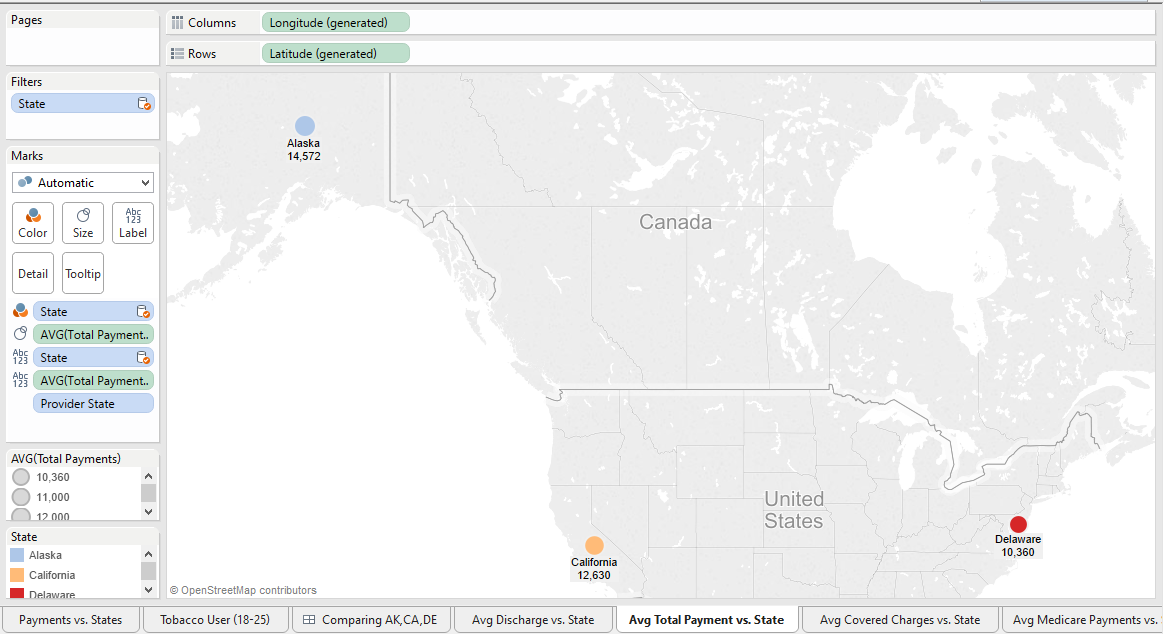 Pages
Columns
Longitude (generated)
Rows
Latitude (generated)
Filters
State
Marks
Automatic
Color
Size
Abc
123
Label
Detail
Tooltip
State
AVG(Total Payment..
Abc
123
State
Abc
123
AVG(Total Payment..
Provider State
AVG(Total Payments)
10,360
11,000
12,000
State
Alaska
California
Delaware
Alaska
14,572
Canada
United
States
California
12,630
Delaware
10,360
© OpenStreetMap contributors
Payments vs. States
Tobacco User (18-25)
Comparing AK,CA,DE
Avg Discharge vs. State
Avg Total Payment vs. State
Avg Covered Charges vs. State
Avg Medicare Payments vs.